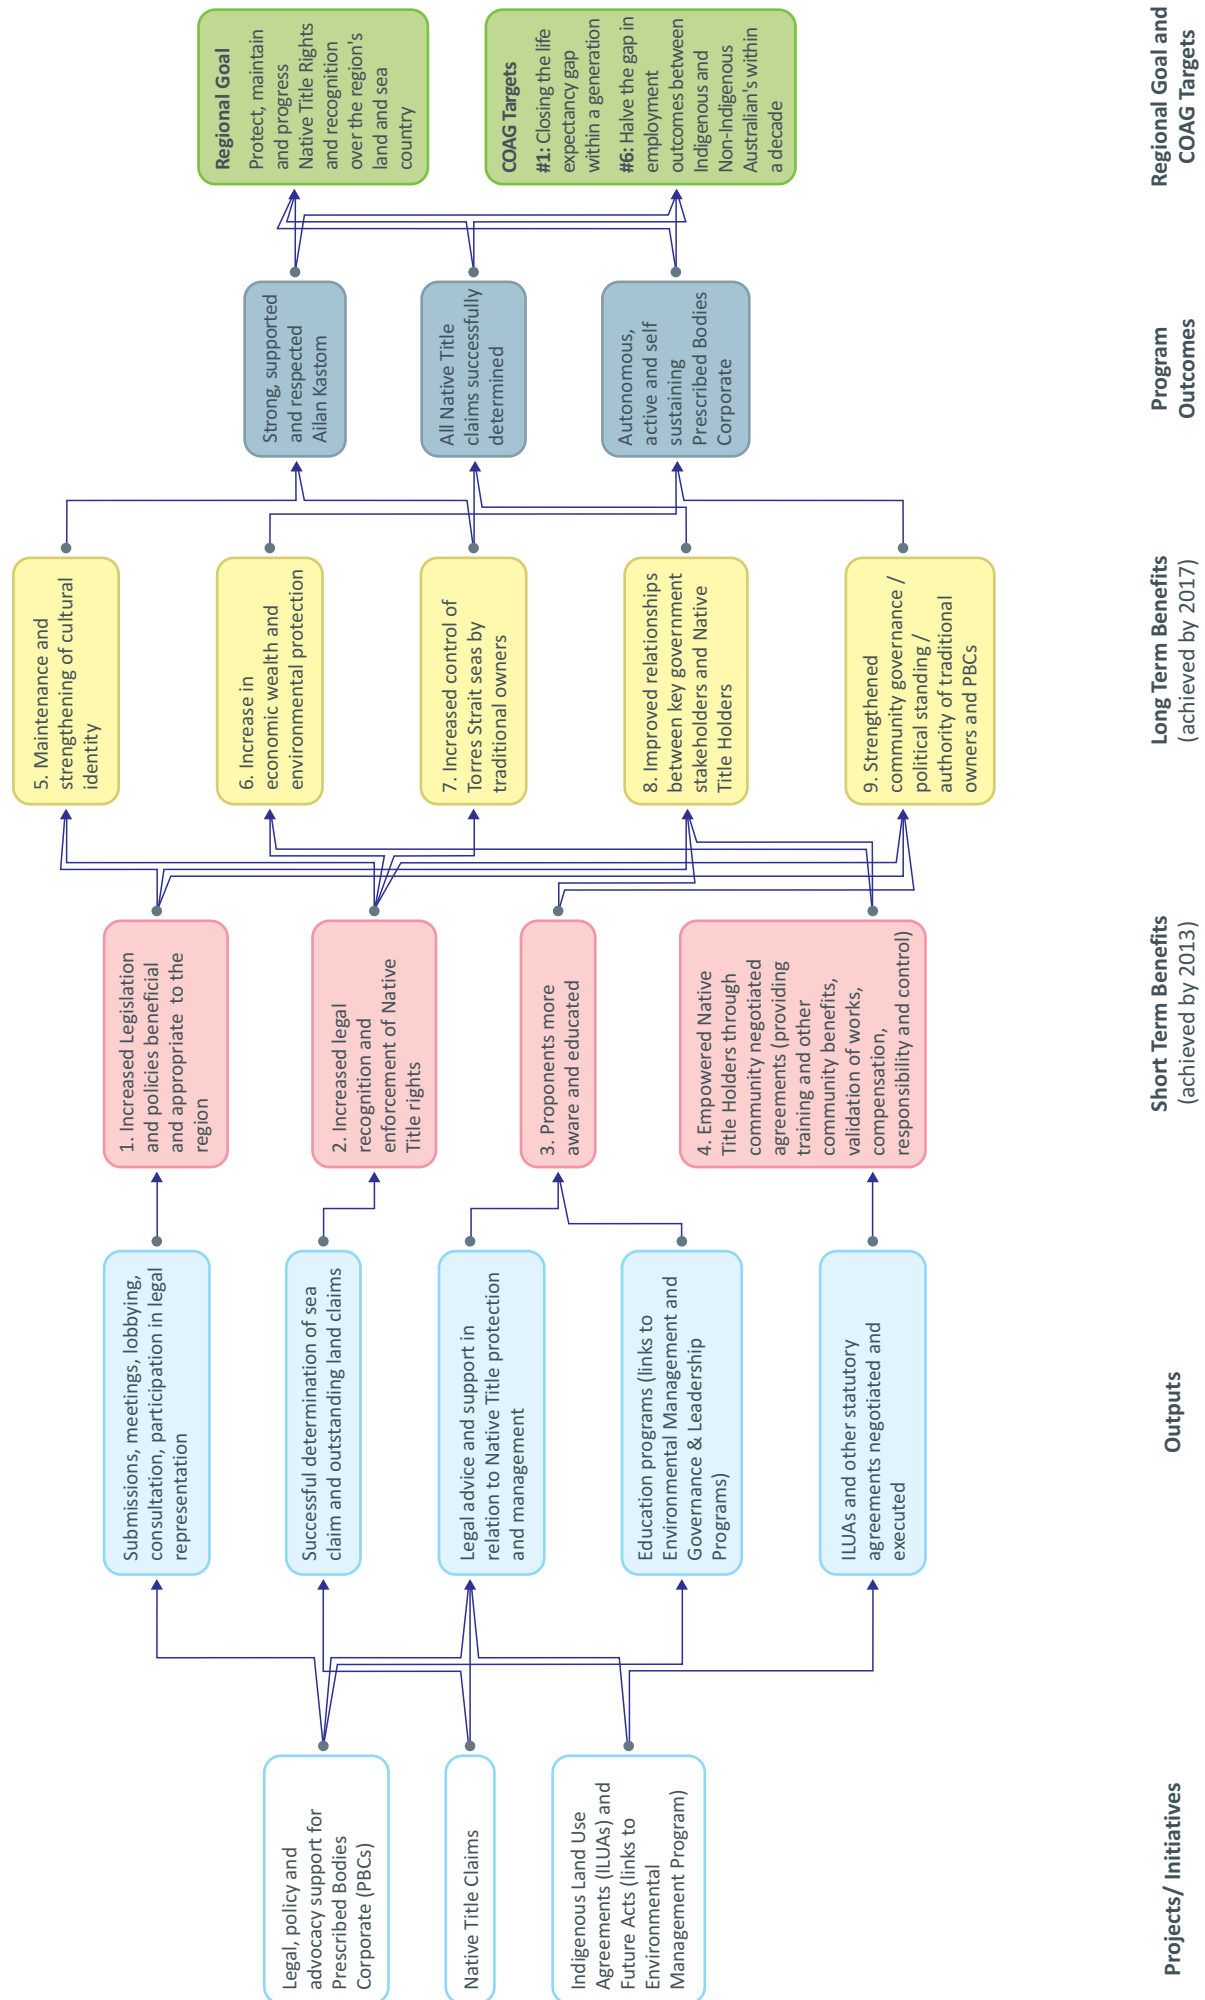 Legal, policy and
advocacy support for
Prescribed Bodies
Corporate (PBCs)
Native Title Claims
Indigenous Land Use
Agreements (ILUAs) and
Future Acts (links to
Environmental
Management Program)
Projects/ Initiatives
Submissions, meetings, lobbying,
consultation, participation in legal
representation
Successful determination of sea
claim and outstanding land claims
Legal advice and support in
relation to Native Title protection
and management
Education programs (links to
Environmental Management and
Governance & Leadership
Programs)
ILUAs and other statutory
agreements negotiated and
executed
Outputs
1. Increased Legislation
and policies beneficial
and appropriate  to the
region
2. Increased legal
recognition and
enforcement of Native
Title rights
3. Proponents more
aware and educated
4. Empowered Native
Title Holders through
community negotiated
agreements (providing
training and other
community benefits,
validation of works,
compensation,
responsibility and control)
Short Term Benefits
(achieved by 2013)
5. Maintenance and
strengthening of cultural
identity
6. Increase in
economic wealth and
environmental protection
7. Increased control of
Torres Strait seas by
traditional owners
8. Improved relationships
between key government
stakeholders and Native
Title Holders
9. Strengthened
community governance /
political standing /
authority of traditional
owners and PBCs
Long Term Benefits
(achieved by 2017)
Strong, supported
and respected
Ailan Kastom
All Native Title
claims successfully
determined
Autonomous,
active and self
sustaining
Prescribed Bodies
Corporate
Program
Outcomes
Regional Goal
Protect, maintain
and progress
Native Title Rights
and recognition
over the region's
land and sea
country
COAG Targets
#1: Closing the life
expectancy gap
within a generation
#6: Halve the gap in
employment
outcomes between
Indigenous and
Non-Indigenous
Australian's within
a decade
Regional Goal and
COAG Targets